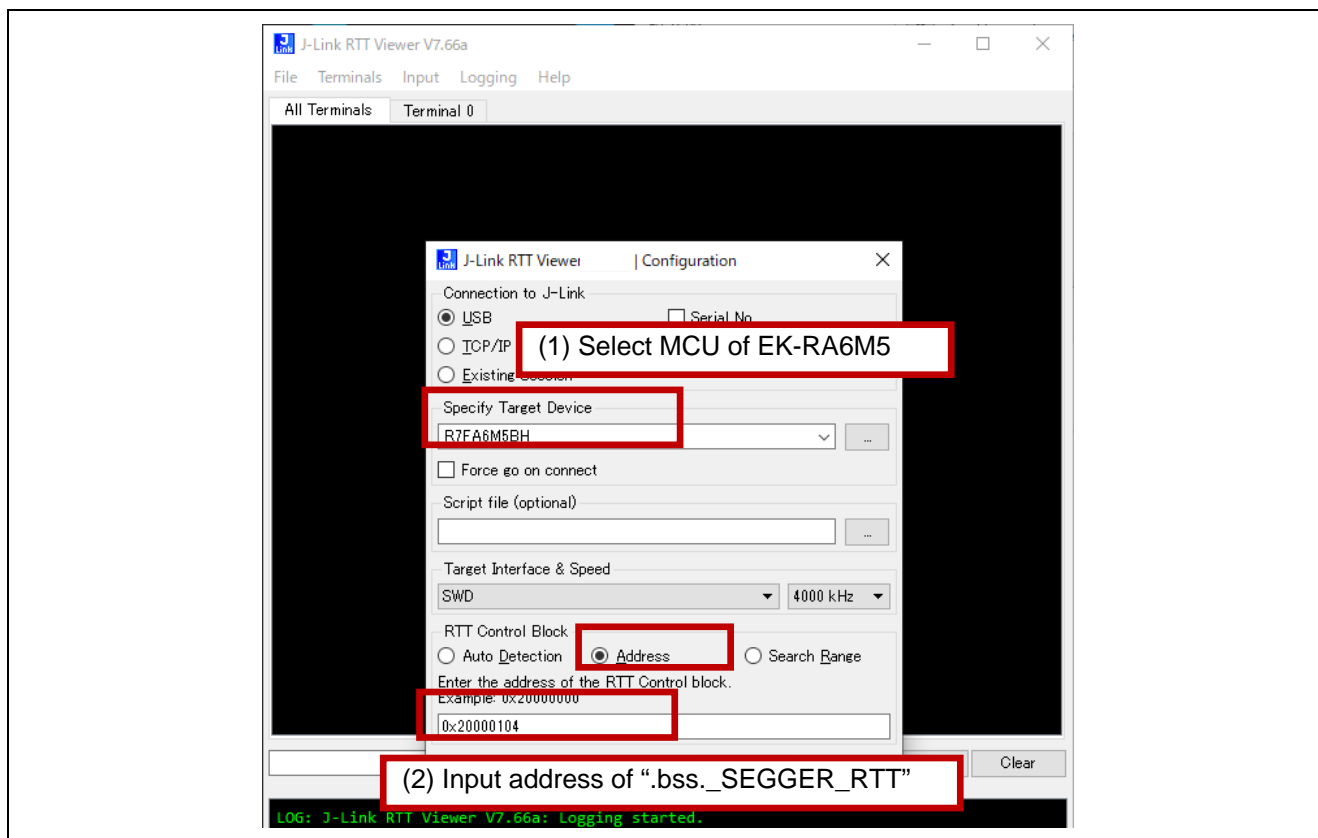 J-Link RTT Viewer V7.66a
File Terminals Input Logging Help
All Terminals Terminal 0
J-Link RTT Viewer | Configuration
Connection to J-Link
USB Serial No
TCP/IP
(1) Select MCU of EK-RA6M5
Existing Session
Specify Target Device
R7FA6M5BH ...
Force go on connect
Script file (optional)
...
Target Interface & Speed
SWD 4000 kHz
RTT Control Block
Auto Detection Address Search Range
Enter the address of the RTT Control block.
Example: 0x20000000
0x20000104
Clear
(2) Input address of ".bss._SEGGER_RTT"
LOG: J-Link RTT Viewer V7.66a: Logging started.